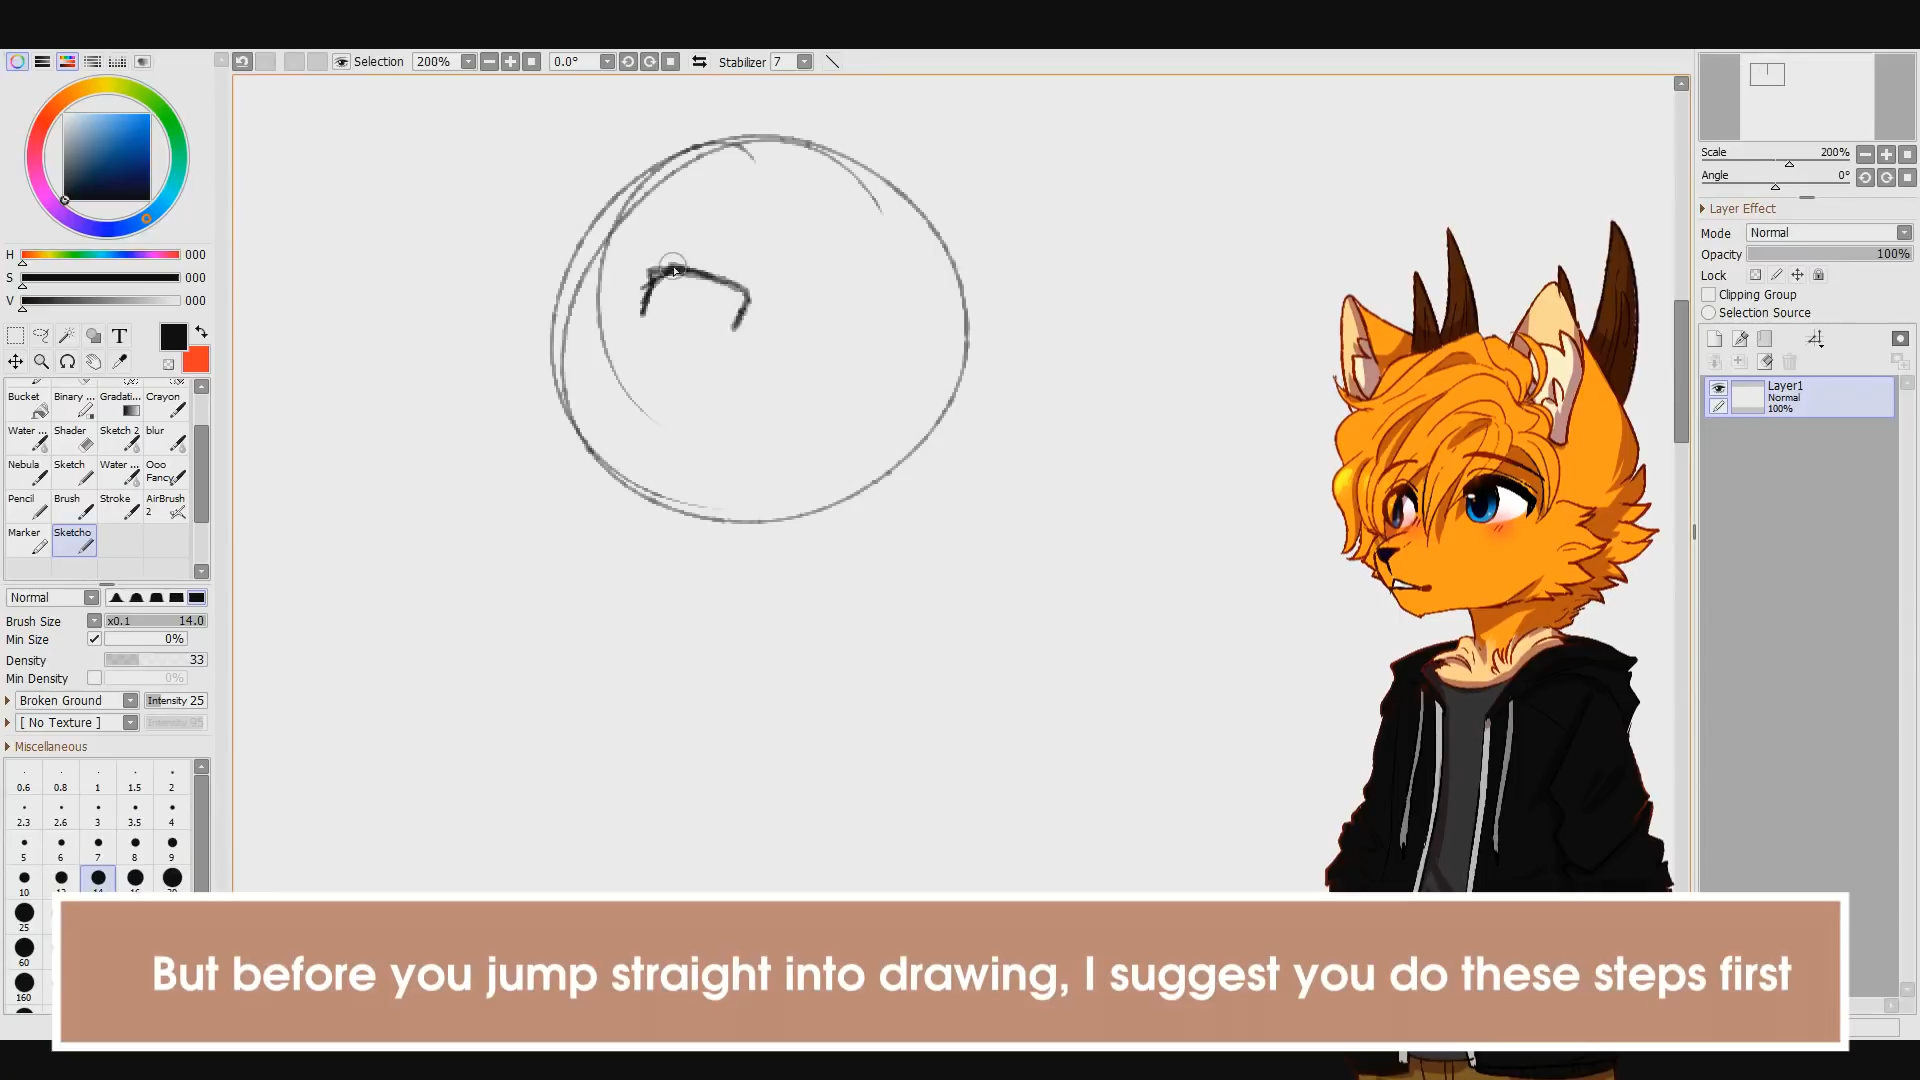 Selection 200% 0.0° Stabilizer 7
Scale 200%
Angle 0°
Layer Effect
Mode Normal
Opacity 100%
Lock
Clipping Group
Selection Source
Layer1
Normal
100%
H 000
S 000
V 000
T
Bucket Binary ... Gradati... Crayon
Water ... Shader Sketch 2 blur
Nebula Sketch Water ... Ooo Fancy
Pencil Brush Stroke AirBrush 2
Marker Sketcho
Normal
Brush Size x0.1 14.0
Min Size 0%
Density 33
Min Density 0%
Broken Ground Intensity 25
[ No Texture ] Intensity 95
Miscellaneous
0.6 0.8 1 1.5 2
2.3 2.6 3 3.5 4
5 6 7 8 9
10
25
60
160
But before you jump straight into drawing, I suggest you do these steps first